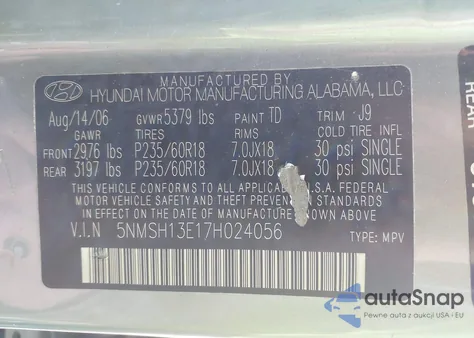 MANUFACTURED BY
HYUNDAI MOTOR MANUFACTURING ALABAMA, LLC
Aug/14/06 GVWR 5379 lbs PAINT TD TRIM J9
GAWR TIRES RIMS COLD TIRE INFL
FRONT 2976 lbs P235/60R18 7.0JX18 30 psi SINGLE
REAR 3197 lbs P235/60R18 7.0JX18 30 psi SINGLE
THIS VEHICLE CONFORMS TO ALL APPLICA U.S.A. FEDERAL
MOTOR VEHICLE SAFETY AND THEFT PREVEN STANDARDS
IN EFFECT ON THE DATE OF MANUFACTU ABOVE.
V.I.N 5NMSH13E17H024056 TYPE: MPV
REAR
autaSnap
Pewne auta z aukcji USA - EU